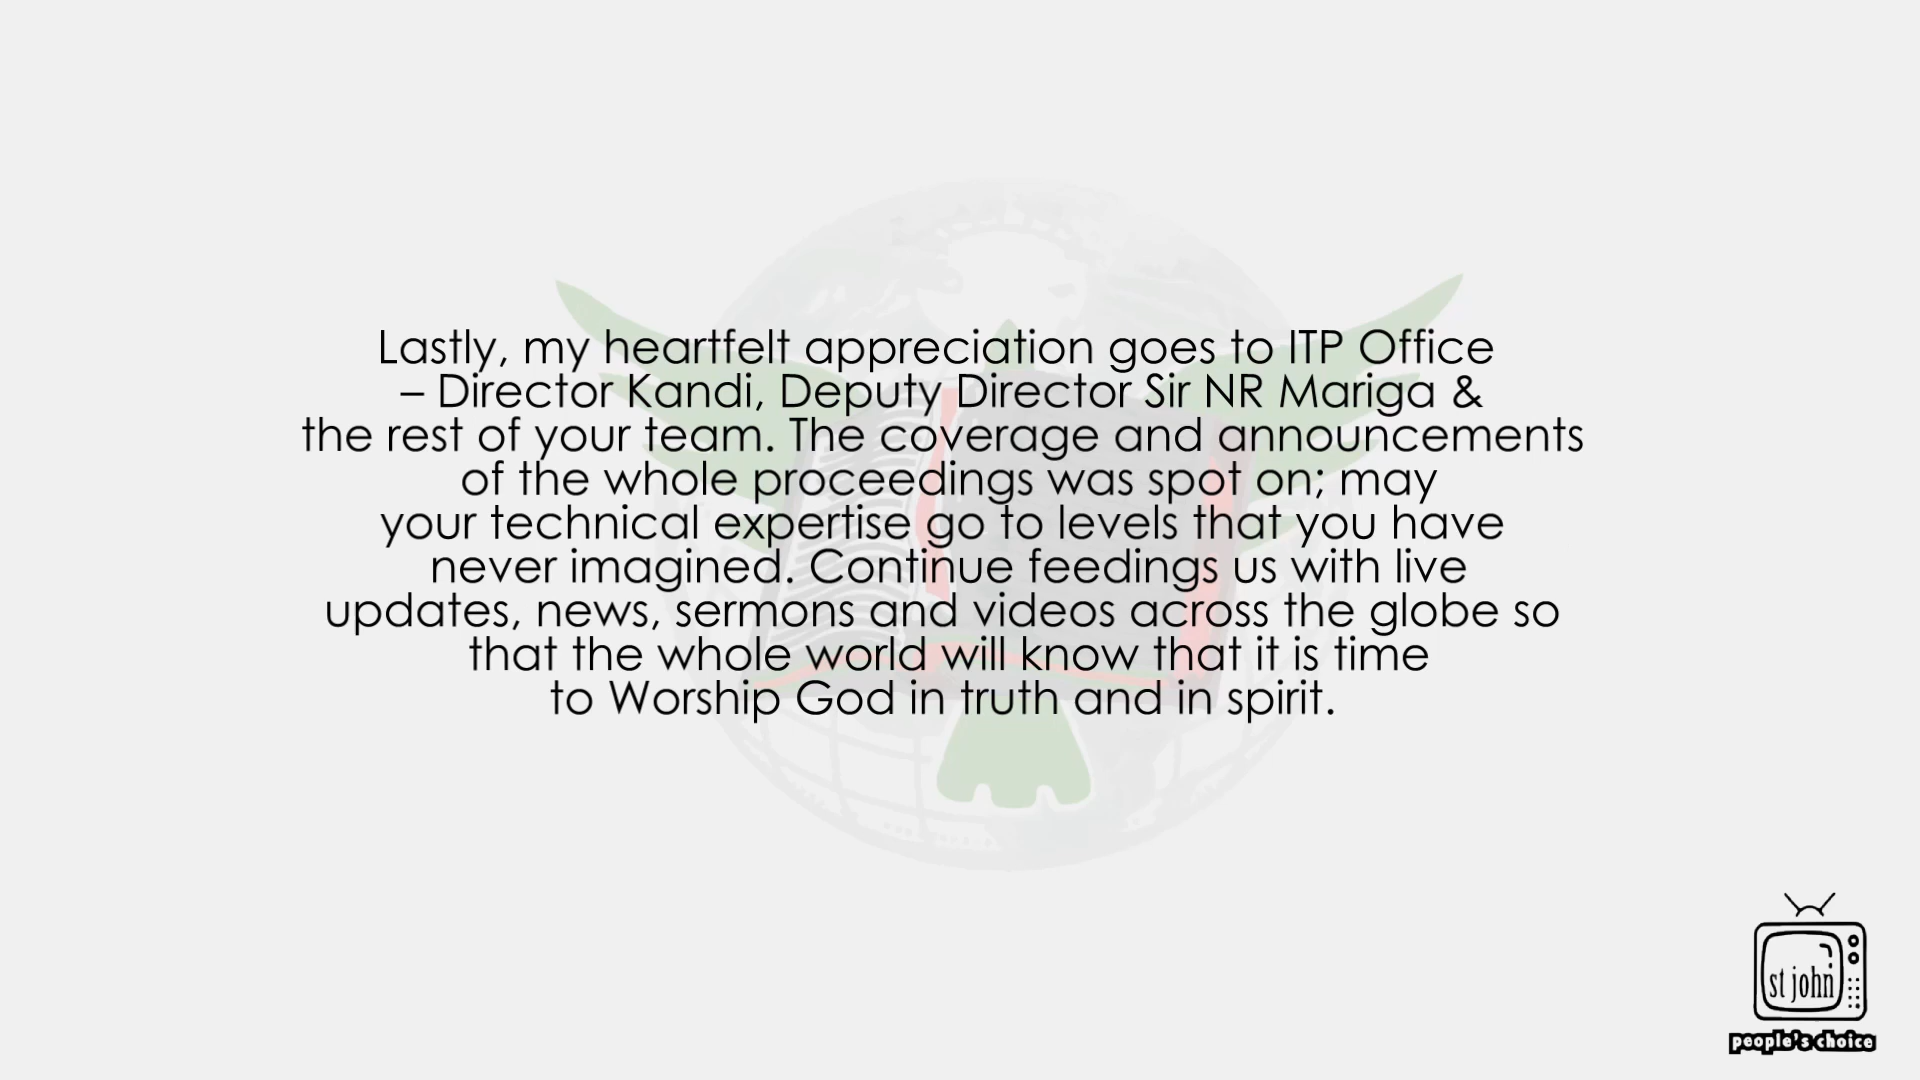 Lastly, my heartfelt appreciation goes to ITP Office
– Director Kandi, Deputy Director Sir NR Mariga &
the rest of your team. The coverage and announcements
of the whole proceedings was spot on; may
your technical expertise go to levels that you have
never imagined. Continue feedings us with live
updates, news, sermons and videos across the globe so
that the whole world will know that it is time
to Worship God in truth and in spirit.
st john
people's choice